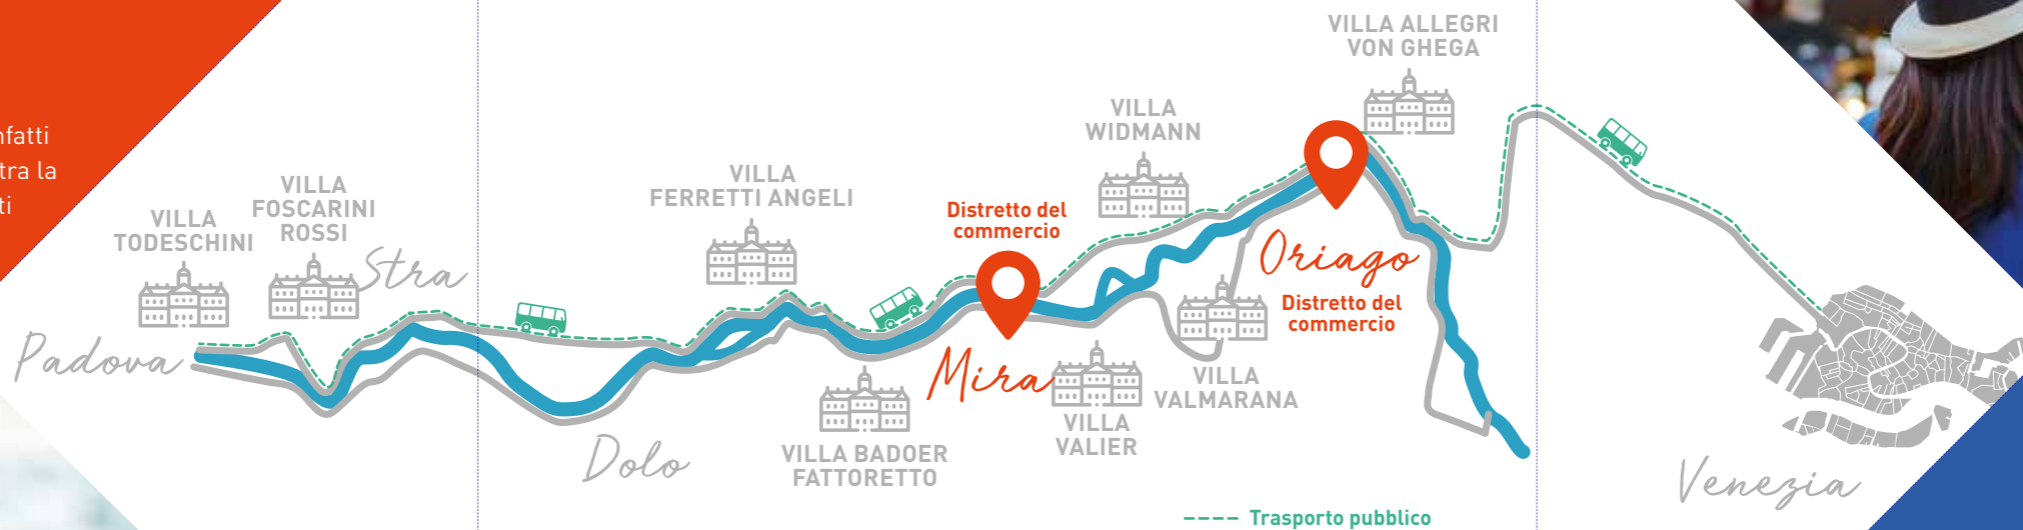 nfatti
tra la
ti
VILLA
TODESCHINI
VILLA
FOSCARINI
ROSSI
Stra
Padova
VILLA
FERRETTI ANGELI
Dolo
VILLA BADOER
FATTORETTO
Distretto del
commercio
Mira
VILLA
VALIER
VILLA
WIDMANN
VILLA
VALMARANA
VILLA ALLEGRI
VON GHEGA
Oriago
Distretto del
commercio
Venezia
Trasporto pubblico